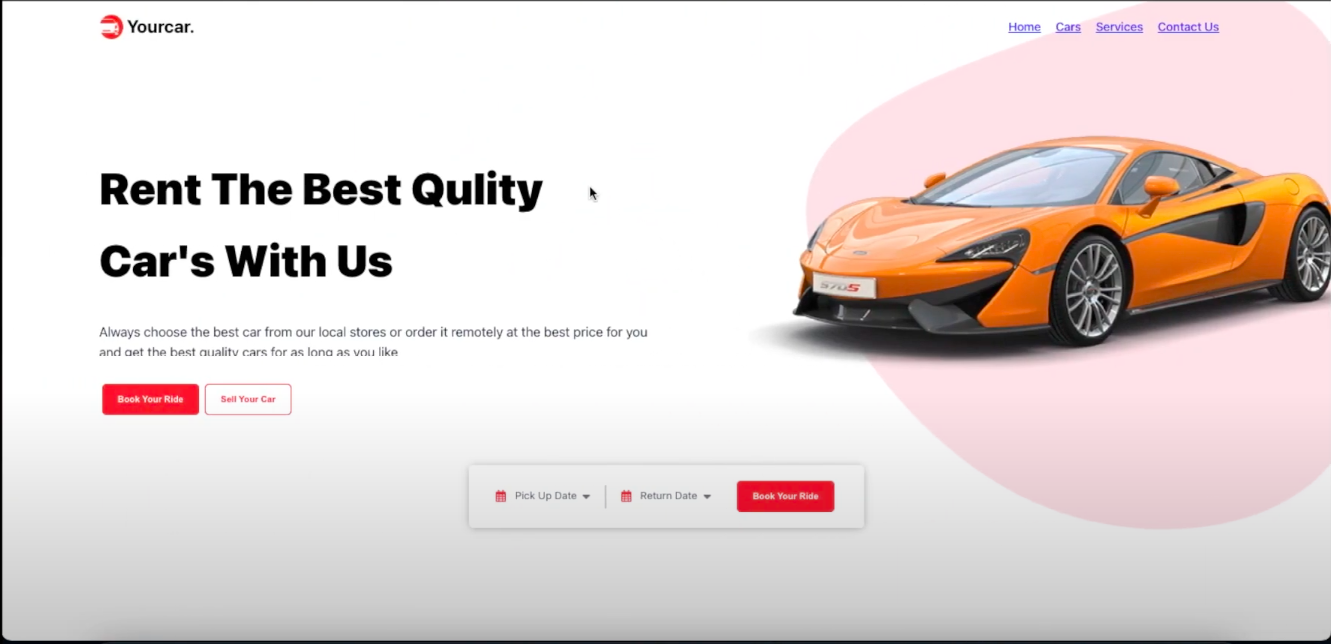 Yourcar.
Home Cars Services Contact Us
Rent The Best Qulity
Car's With Us
Always choose the best car from our local stores or order it remotely at the best price for you
and get the best quality cars for as long as you like
Book Your Ride Sell Your Car
Pick Up Date Return Date Book Your Ride
570S